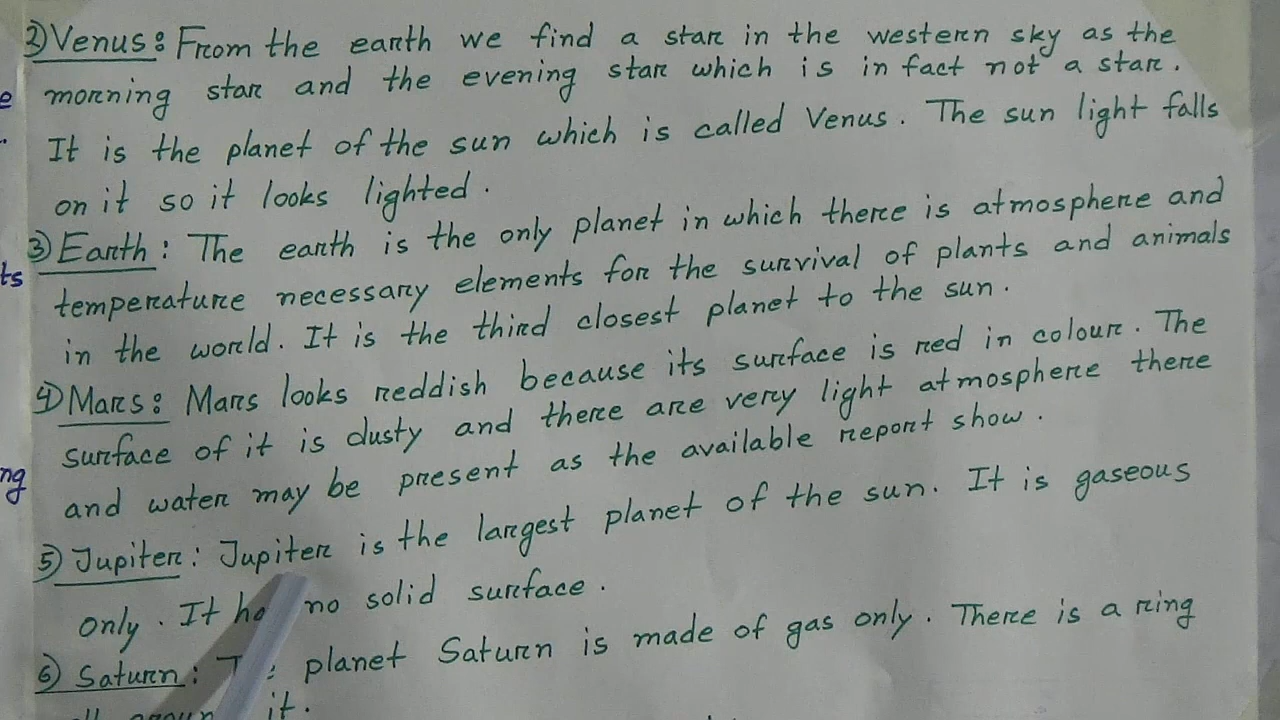 2) Venus: From the earth we find a star in the western sky as the
morning star and the evening star which is in fact not a star.
It is the planet of the sun which is called Venus. The sun light falls
on it so it looks lighted.
3) Earth: The earth is the only planet in which there is atmosphere and
temperature necessary elements for the survival of plants and animals
in the world. It is the third closest planet to the sun.
4) Mars: Mars looks reddish because its surface is red in colour. The
surface of it is dusty and there are very light atmosphere there
and water may be present as the available report show.
5) Jupiter: Jupiter is the largest planet of the sun. It is gaseous
only. It no solid surface.
6) Saturn: planet Saturn is made of gas only. There is a ring
it.